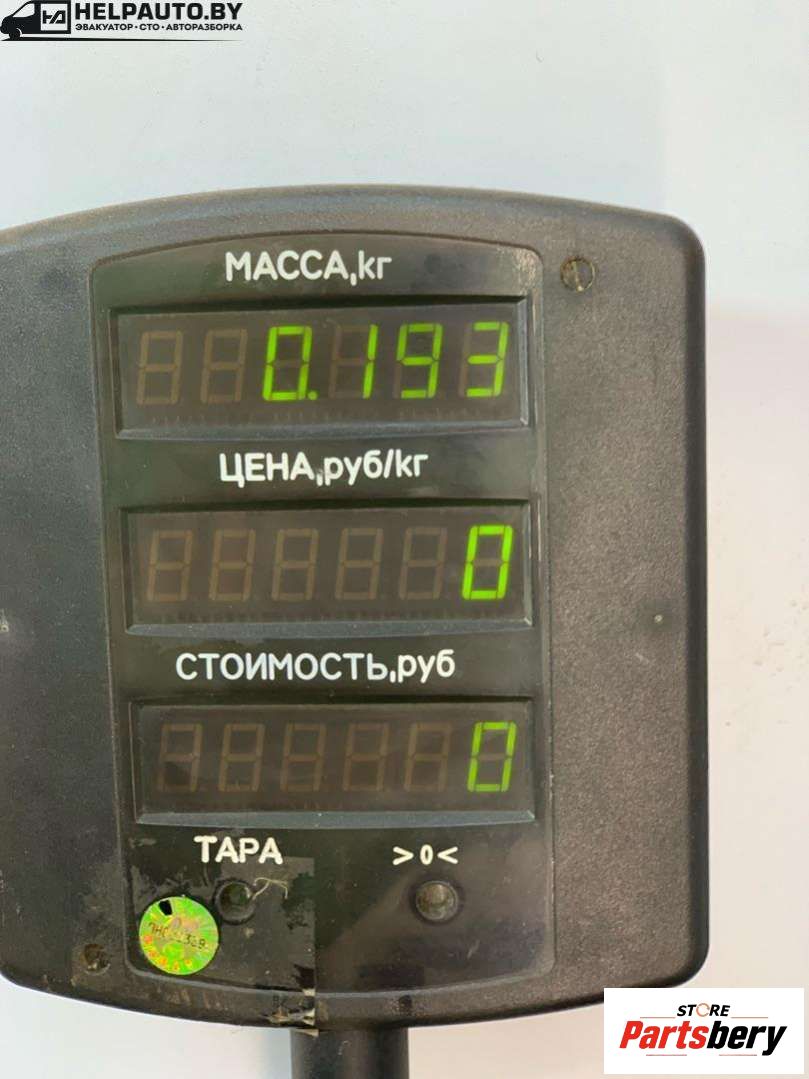 HELPAUTO.BY
ЭВАКУАТОР•СТО•АВТОРАЗБОРКА
МАССА,кг
0.193
ЦЕНА,руб/кг
0
СТОИМОСТЬ,руб
0
ТАРА >0<
STORE
Partsbery